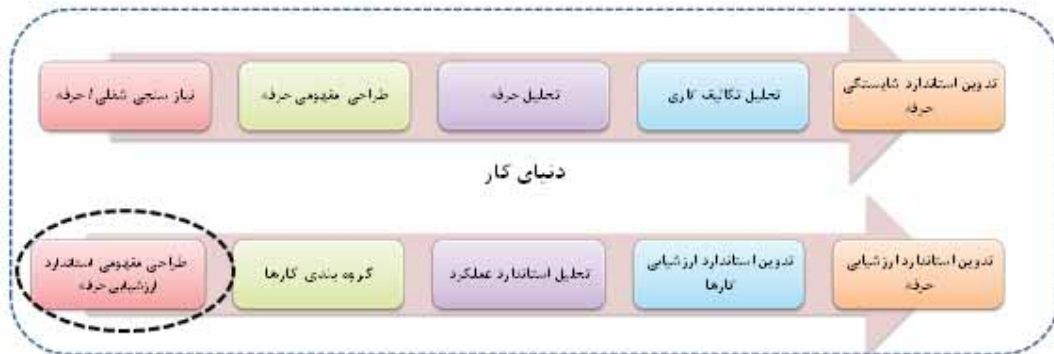 نیاز سنجی شغلی / حرفه
طراحی مفهومی حرفه
تحلیل حرفه
تحلیل تکالیف کاری
تدوین استاندارد شایستگی
حرفه
دنیای کار
طراحی مفهومی استاندارد
ارزشیابی حرفه
گروه بندی کارها
تحلیل استاندارد عملکرد
تدوین استاندارد ارزشیابی
کارها
تدوین استاندارد ارزشیابی
حرفه